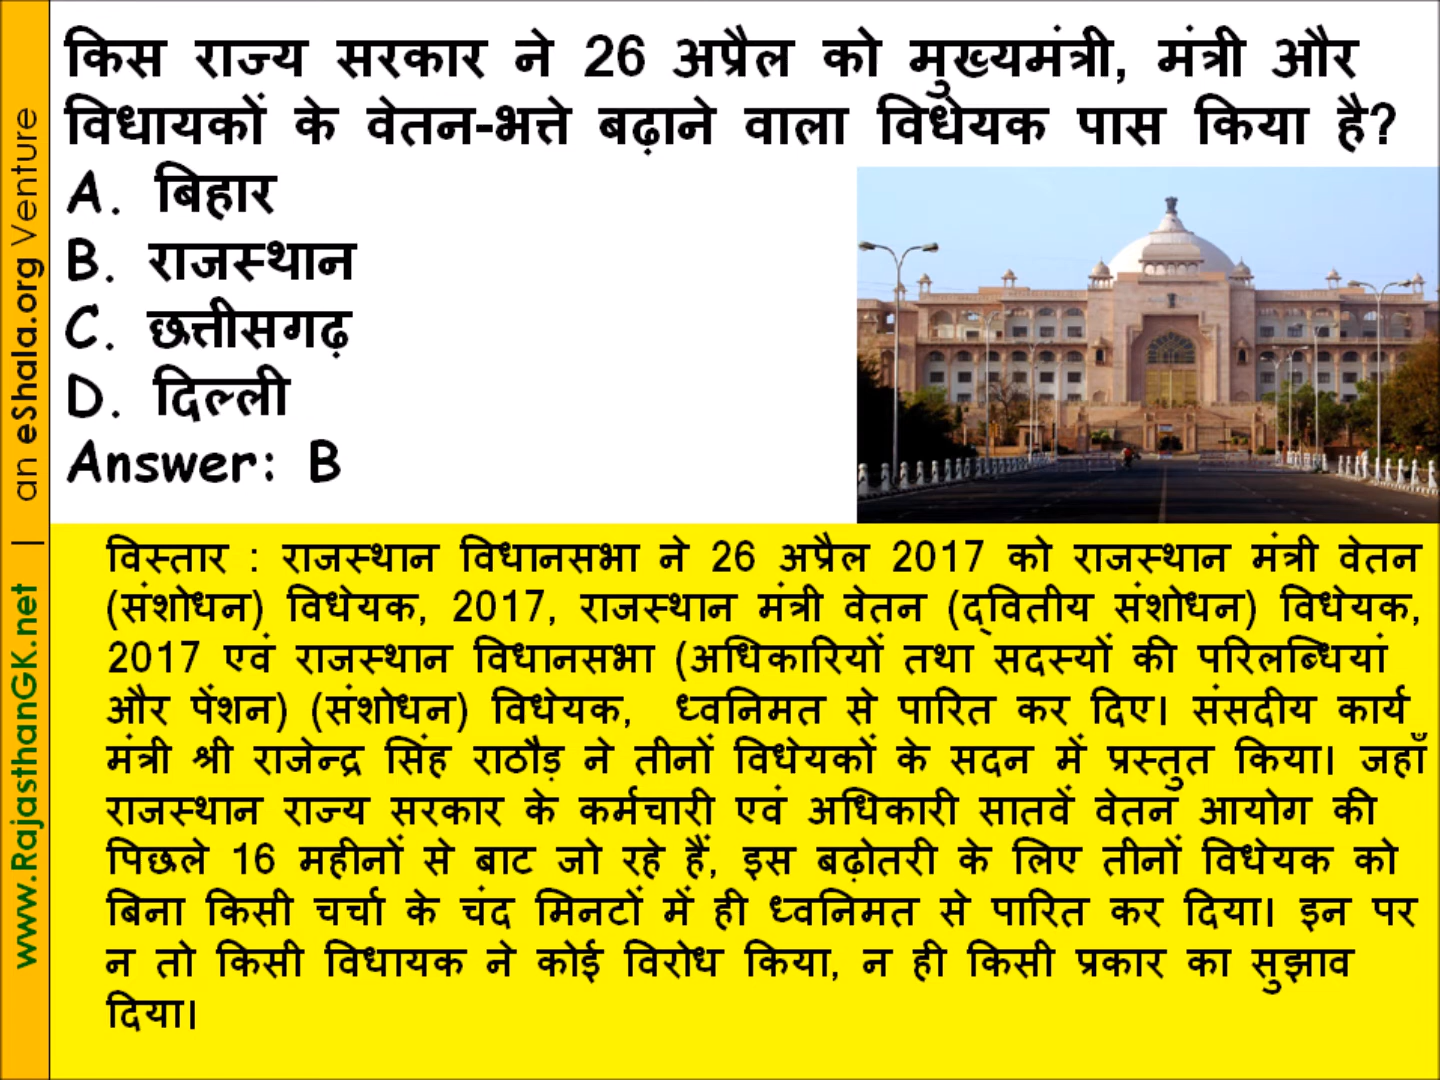 किस राज्य सरकार ने 26 अप्रैल को मुख्यमंत्री, मंत्री और
विधायकों के वेतन-भत्ते बढ़ाने वाला विधेयक पास किया है?
A. बिहार
B. राजस्थान
C. छत्तीसगढ़
D. दिल्ली
Answer: B
विस्तार : राजस्थान विधानसभा ने 26 अप्रैल 2017 को राजस्थान मंत्री वेतन
(संशोधन) विधेयक, 2017, राजस्थान मंत्री वेतन (द्वितीय संशोधन) विधेयक,
2017 एवं राजस्थान विधानसभा (अधिकारियों तथा सदस्यों की परिलब्धियां
और पेंशन) (संशोधन) विधेयक, ध्वनिमत से पारित कर दिए। संसदीय कार्य
मंत्री श्री राजेन्द्र सिंह राठौड़ ने तीनों विधेयकों के सदन में प्रस्तुत किया। जहाँ
राजस्थान राज्य सरकार के कर्मचारी एवं अधिकारी सातवें वेतन आयोग की
पिछले 16 महीनों से बाट जो रहे हैं, इस बढ़ोतरी के लिए तीनों विधेयक को
बिना किसी चर्चा के चंद मिनटों में ही ध्वनिमत से पारित कर दिया। इन पर
न तो किसी विधायक ने कोई विरोध किया, न ही किसी प्रकार का सुझाव
दिया।
www.RajasthanGK.net | an eShala.org Venture